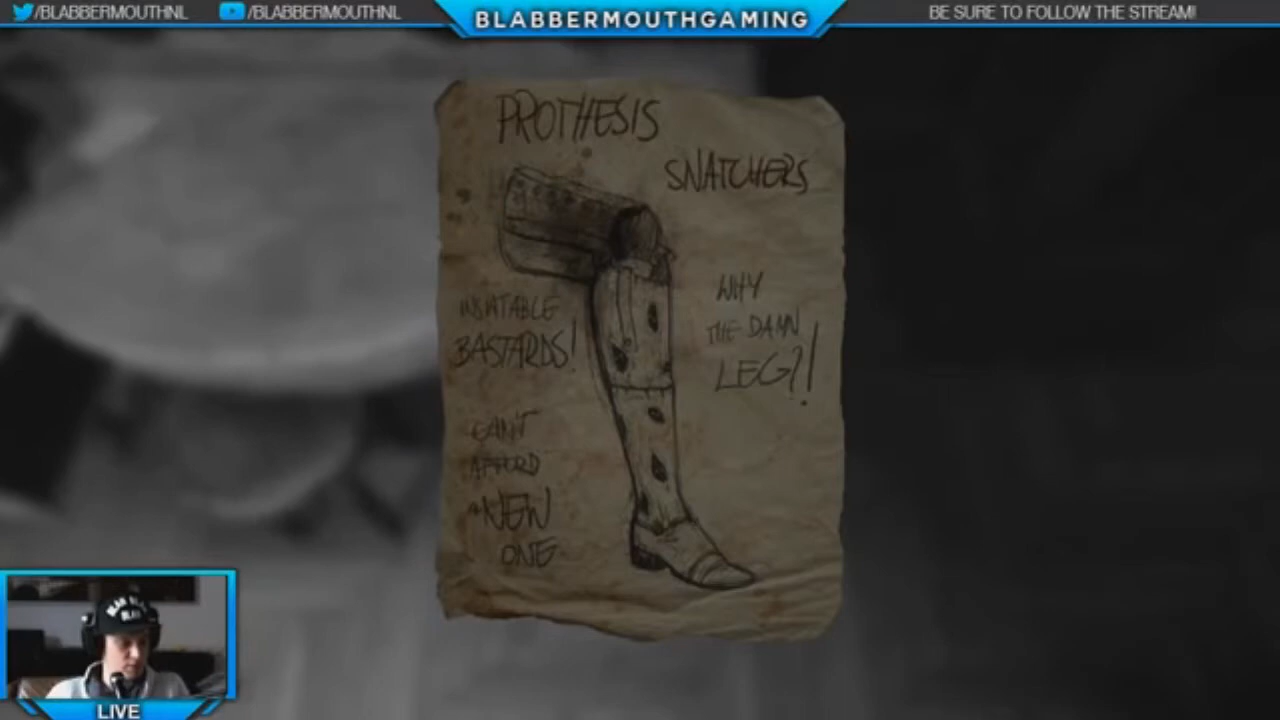 /BLABBERMOUTHNL
/BLABBERMOUTHNL
BLABBERMOUTHGAMING
BE SURE TO FOLLOW THE STREAM!
PROTHESIS
SNATCHERS
WHY
THE DAMN
LEG?!
BASTARDS!
CAN'T
AFFORD
NEW
ONE
LIVE